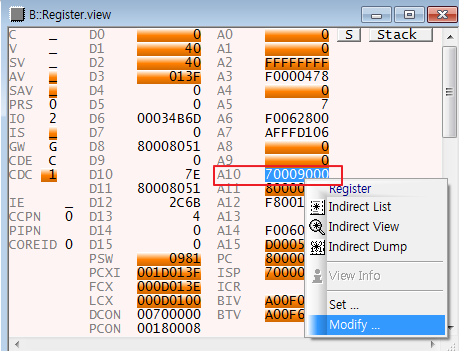 B::Register.view
C _ D0 0 A0 0 S Stack
V _ D1 40 A1 0
SV _ D2 40 A2 FFFFFFFF
AV _ D3 013F A3 F0000478
SAV _ D4 0 A4 0
PRS 0 D5 0 A5 7
IO 2 D6 00034B6D A6 F0062800
IS _ D7 0 A7 AFFFD106
GW G D8 80008051 A8 0
CDE C D9 0 A9 0
CDC 1 D10 7E A10 70009000
D11 80008051 A11 8000
IE _ D12 2C6B A12 F8001
CCPN 0 D13 4 A13
PIPN D14 0 A14 F0060
COREID 0 D15 0 A15 D0005
PSW 0981 PC 80000
PCXI 001D013F ISP 70000
FCX 000D013E ICR
LCX 000D0100 BIV A00F0
DCON 00700000 BTV A00F6
PCON 00180008
Register
Indirect List
Indirect View
Indirect Dump
View Info
Set ...
Modify ...